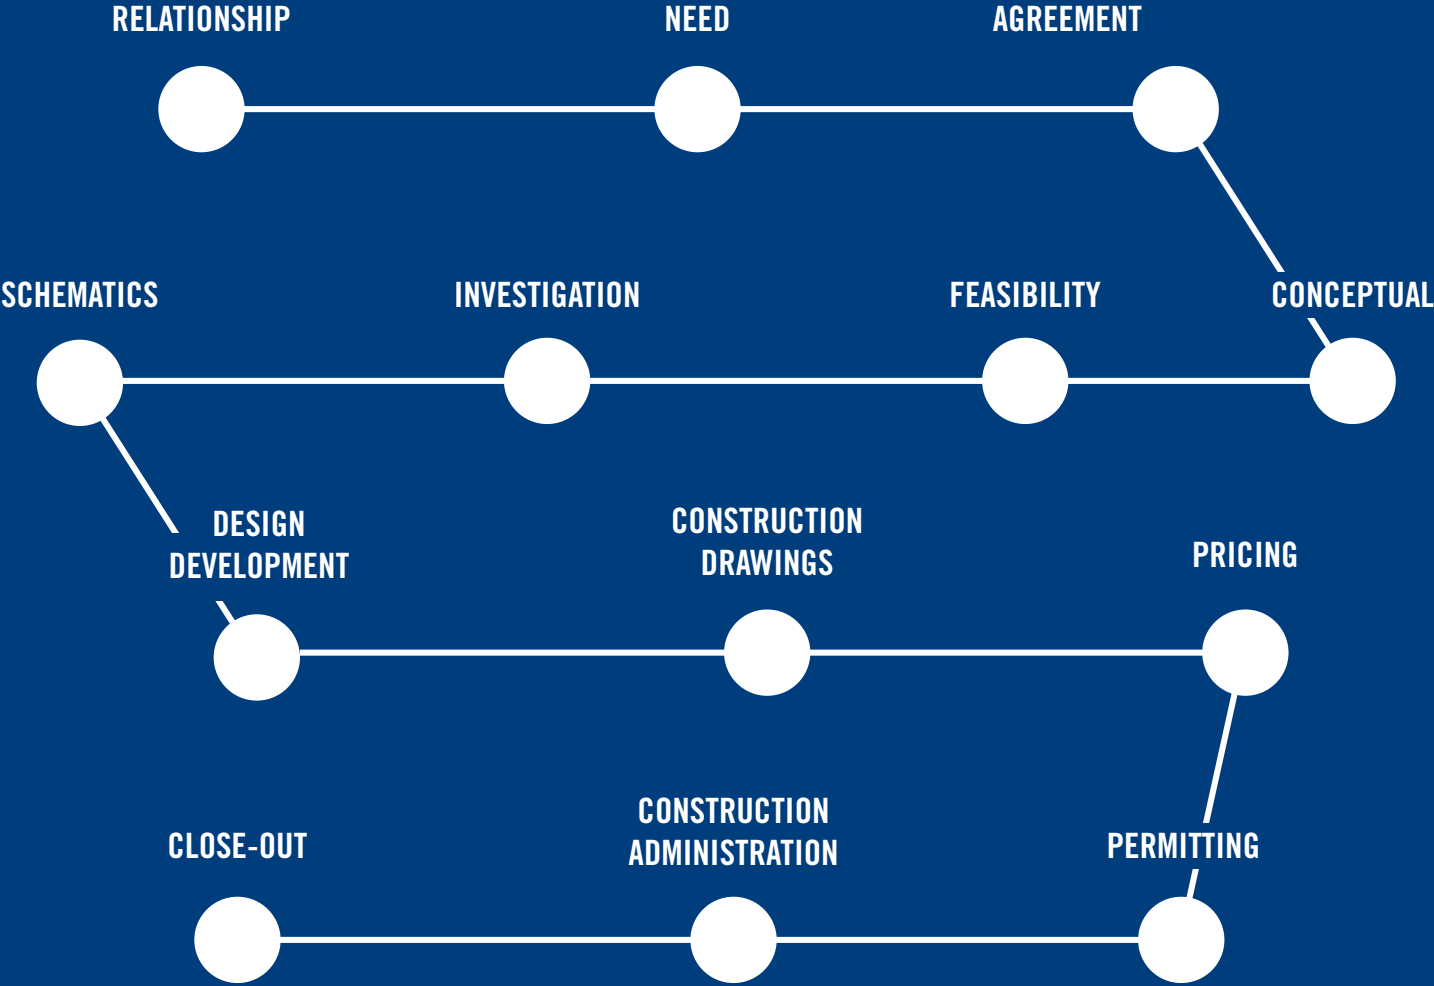 RELATIONSHIP
NEED
AGREEMENT
SCHEMATICS
INVESTIGATION
FEASIBILITY
CONCEPTUAL
DESIGN
DEVELOPMENT
CONSTRUCTION
DRAWINGS
PRICING
CLOSE-OUT
CONSTRUCTION
ADMINISTRATION
PERMITTING